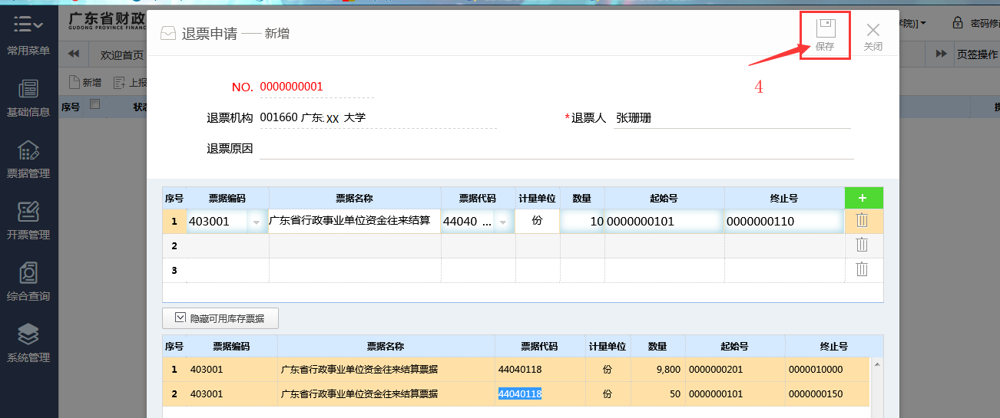 广东省财政
GUDONG PROVINCE FINANC
学院)]
密码修
常用菜单
基础信息
票据管理
开票管理
综合查询
系统管理
欢迎首页
页签操作
新增 上报
序号 状态
退票申请 —— 新增
保存
关闭
4
NO. 0000000001
退票机构 001660 广东.XX 大学
*退票人 张珊珊
退票原因
序号 票据编码 票据名称 票据代码 计量单位 数量 起始号 终止号 +
1 403001 广东省行政事业单位资金往来结算 44040 ... 份 10 0000000101 0000000110
2
3
隐藏可用库存票据
序号 票据编码 票据名称 票据代码 计量单位 数量 起始号 终止号
1 403001 广东省行政事业单位资金往来结算票据 44040118 份 9,800 0000000201 0000010000
2 403001 广东省行政事业单位资金往来结算票据 44040118 份 50 0000000101 0000000150